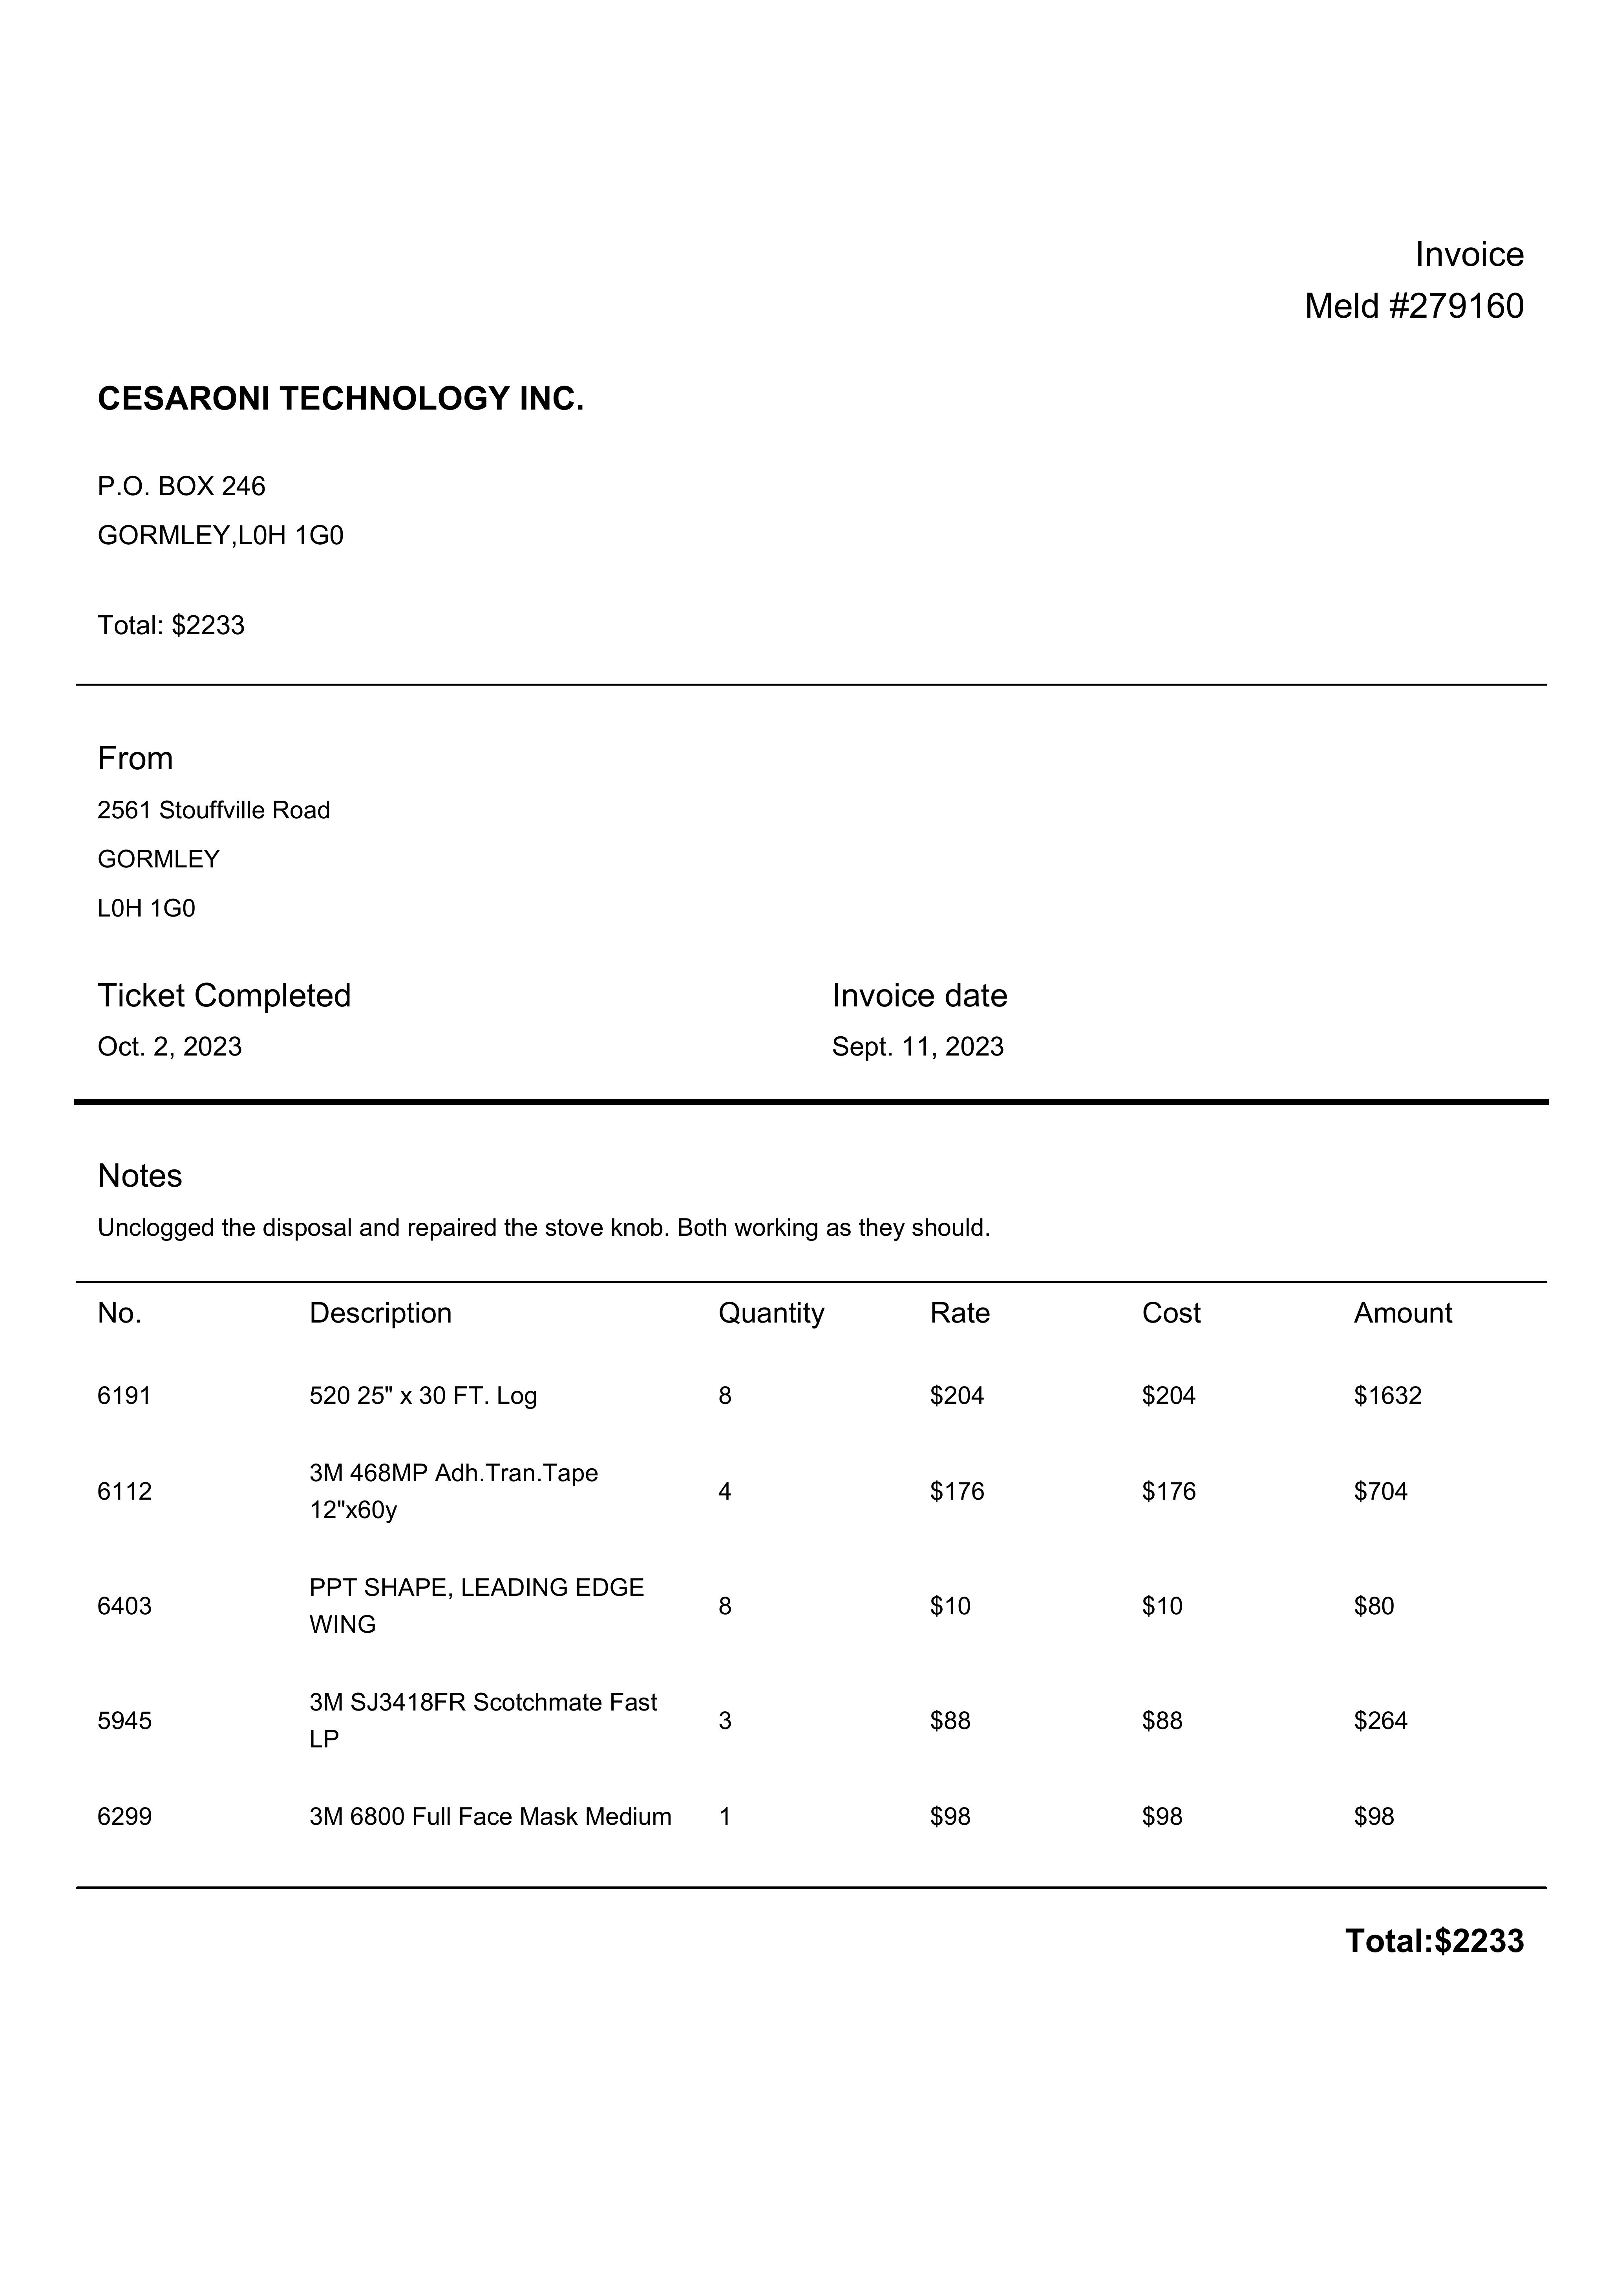 Invoice
Meld #279160
CESARONI TECHNOLOGY INC.
P.O. BOX 246
GORMLEY,L0H 1G0
Total: $2233
From
2561 Stouffville Road
GORMLEY
L0H 1G0
Ticket Completed Invoice date
Oct. 2, 2023 Sept. 11, 2023
Notes
Unclogged the disposal and repaired the stove knob. Both working as they should.
No. Description Quantity Rate Cost Amount
6191 520 25" x 30 FT. Log 8 $204 $204 $1632
3M 468MP Adh.Tran.Tape
6112 4 $176 $176 $704
12"x60y
PPT SHAPE, LEADING EDGE
6403 8 $10 $10 $80
WING
3M SJ3418FR Scotchmate Fast
5945 3 $88 $88 $264
LP
6299 3M 6800 Full Face Mask Medium 1 $98 $98 $98
Total:$2233